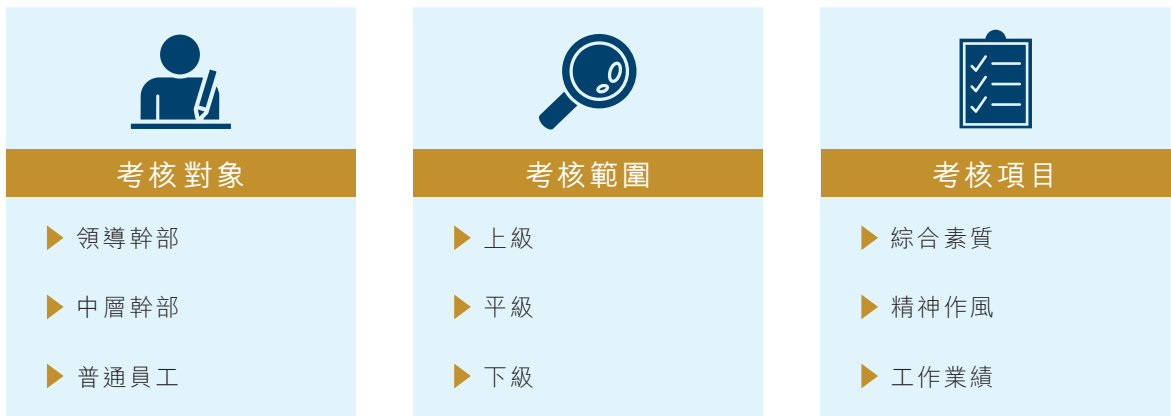 考核對象
領導幹部
中層幹部
普通員工
考核範圍
上級
平級
下級
考核項目
綜合素質
精神作風
工作業績